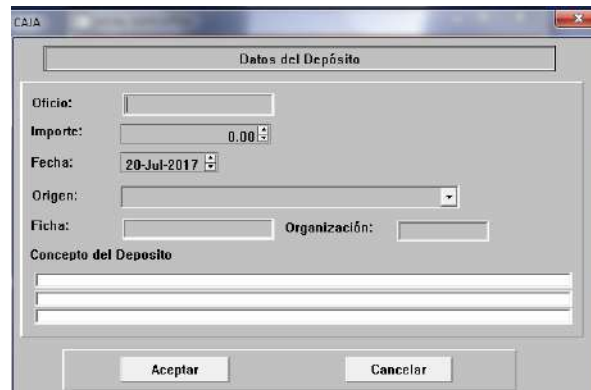 CAJA
Datos del Depósito
Oficio:
Importe: 0.00
Fecha: 20-Jul-2017
Origen:
Ficha: Organización:
Concepto del Deposito
Aceptar Cancelar